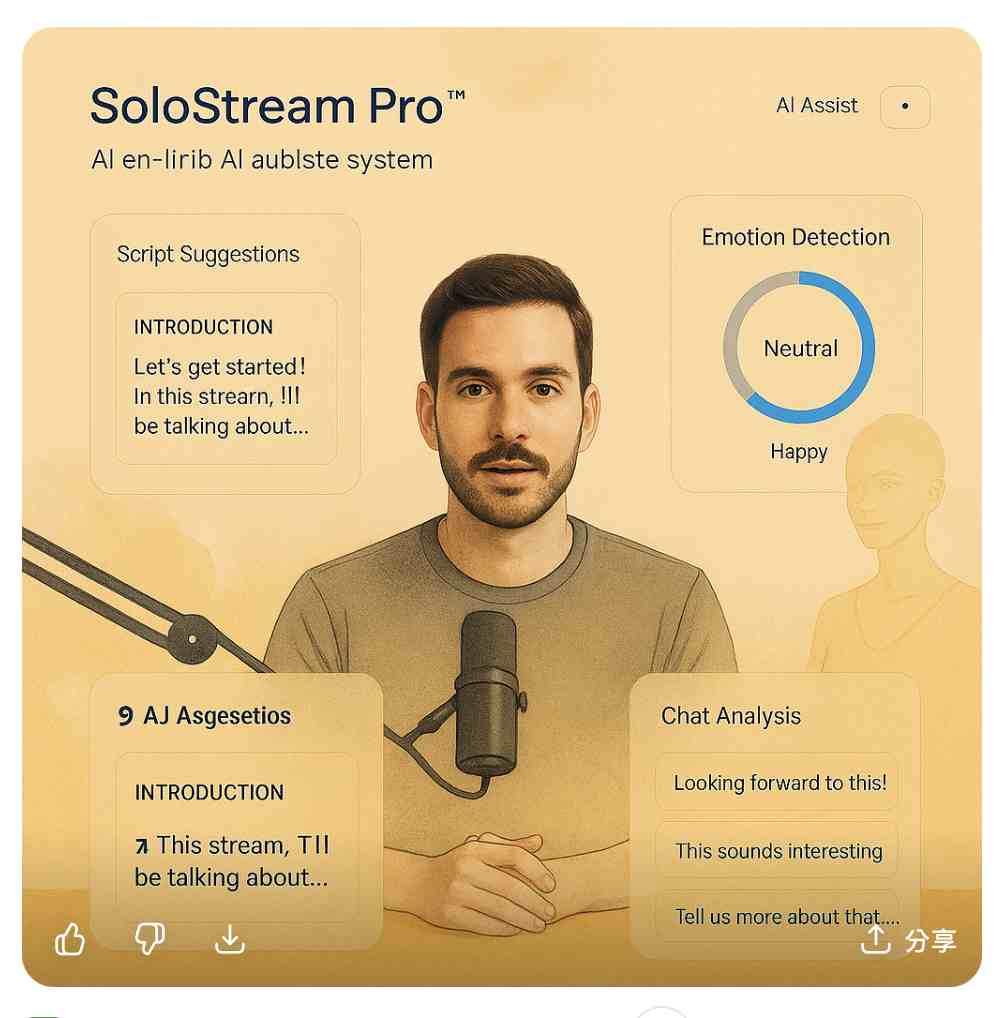 SoloStream Pro™
AI en-lirib AI aublste system
AI Assist
Script Suggestions
INTRODUCTION
Let's get started!
In this strearn, !II
be talking about...
Emotion Detection
Neutral
Happy
9 AJ Asgesetios
INTRODUCTION
This stream, TII
be talking about...
Chat Analysis
Looking forward to this!
This sounds interesting
Tell us more about that....
分享